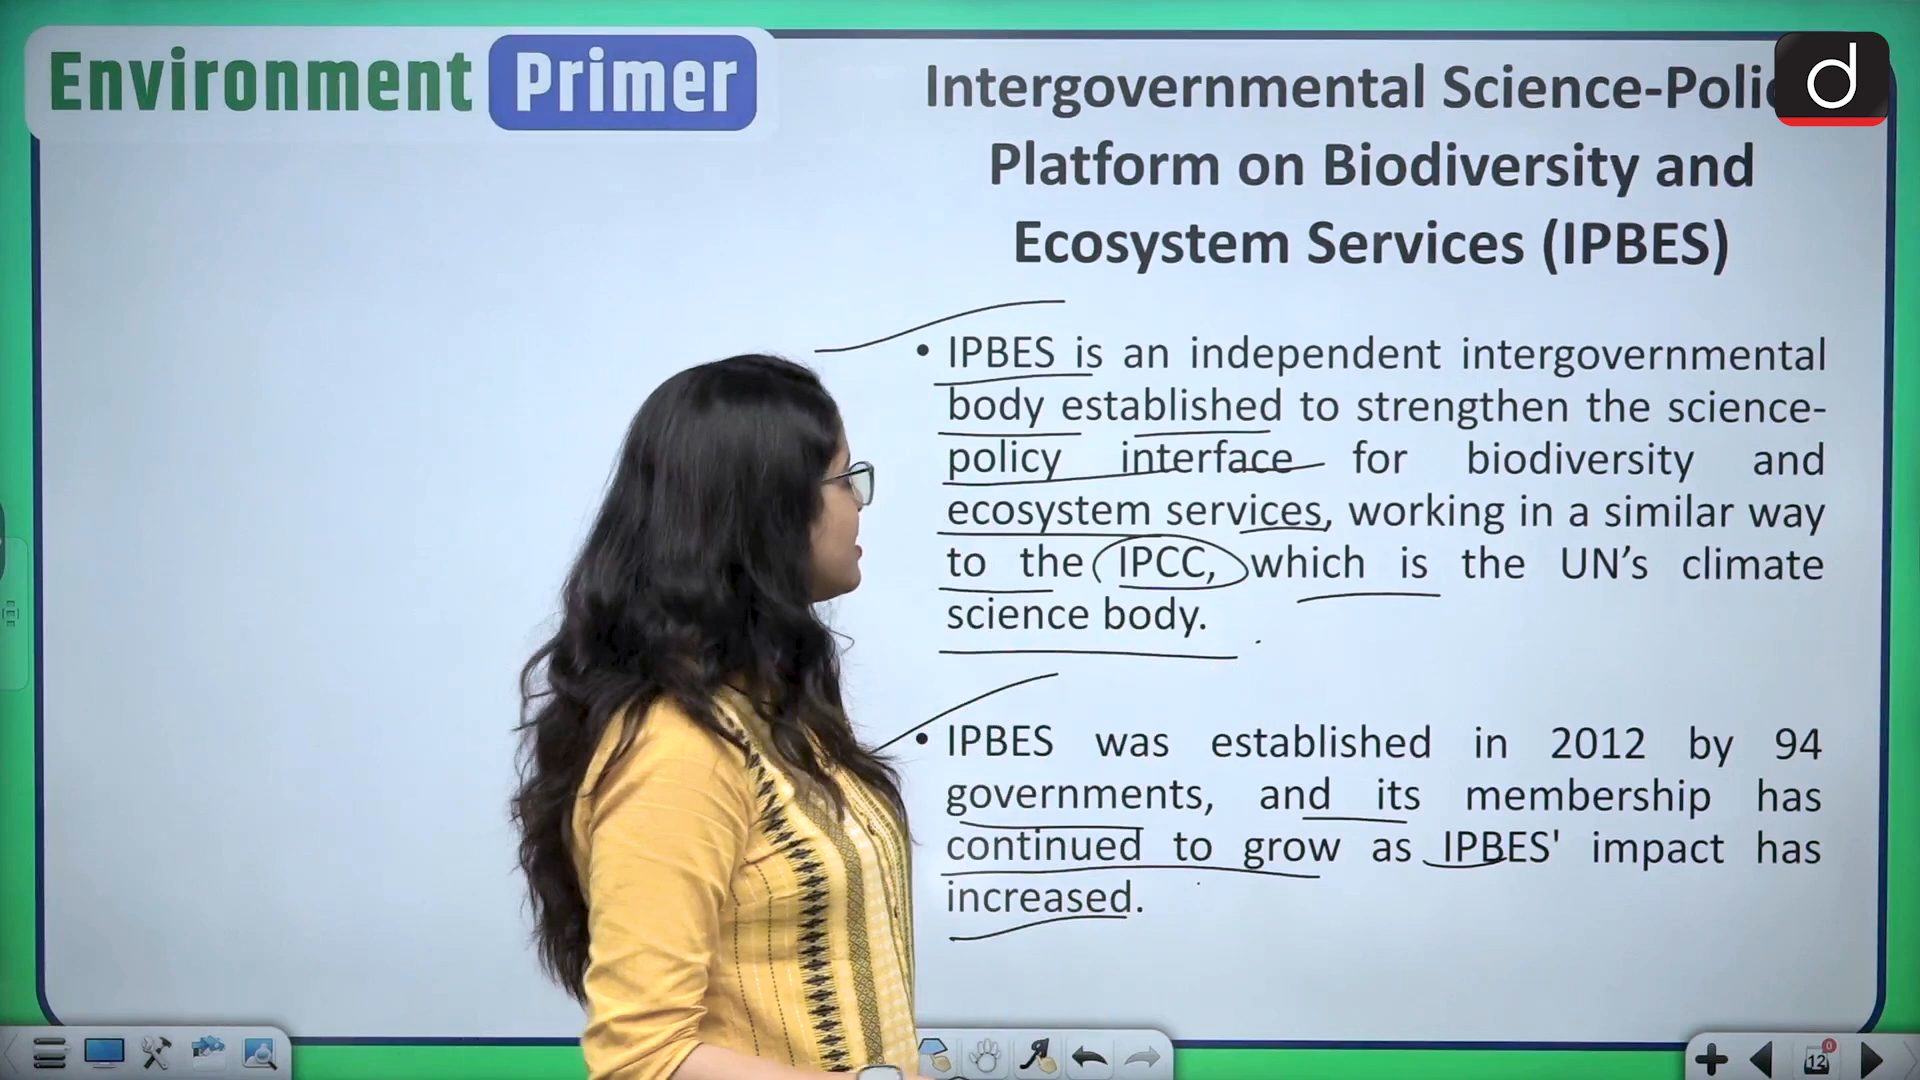 Environment Primer
d
Intergovernmental Science-Polic
Platform on Biodiversity and
Ecosystem Services (IPBES)
• IPBES is an independent intergovernmental
body established to strengthen the science-
policy interface for biodiversity and
ecosystem services, working in a similar way
to the IPCC, which is the UN's climate
science body.
• IPBES was established in 2012 by 94
governments, and its membership has
continued to grow as IPBES' impact has
increased.
12
0